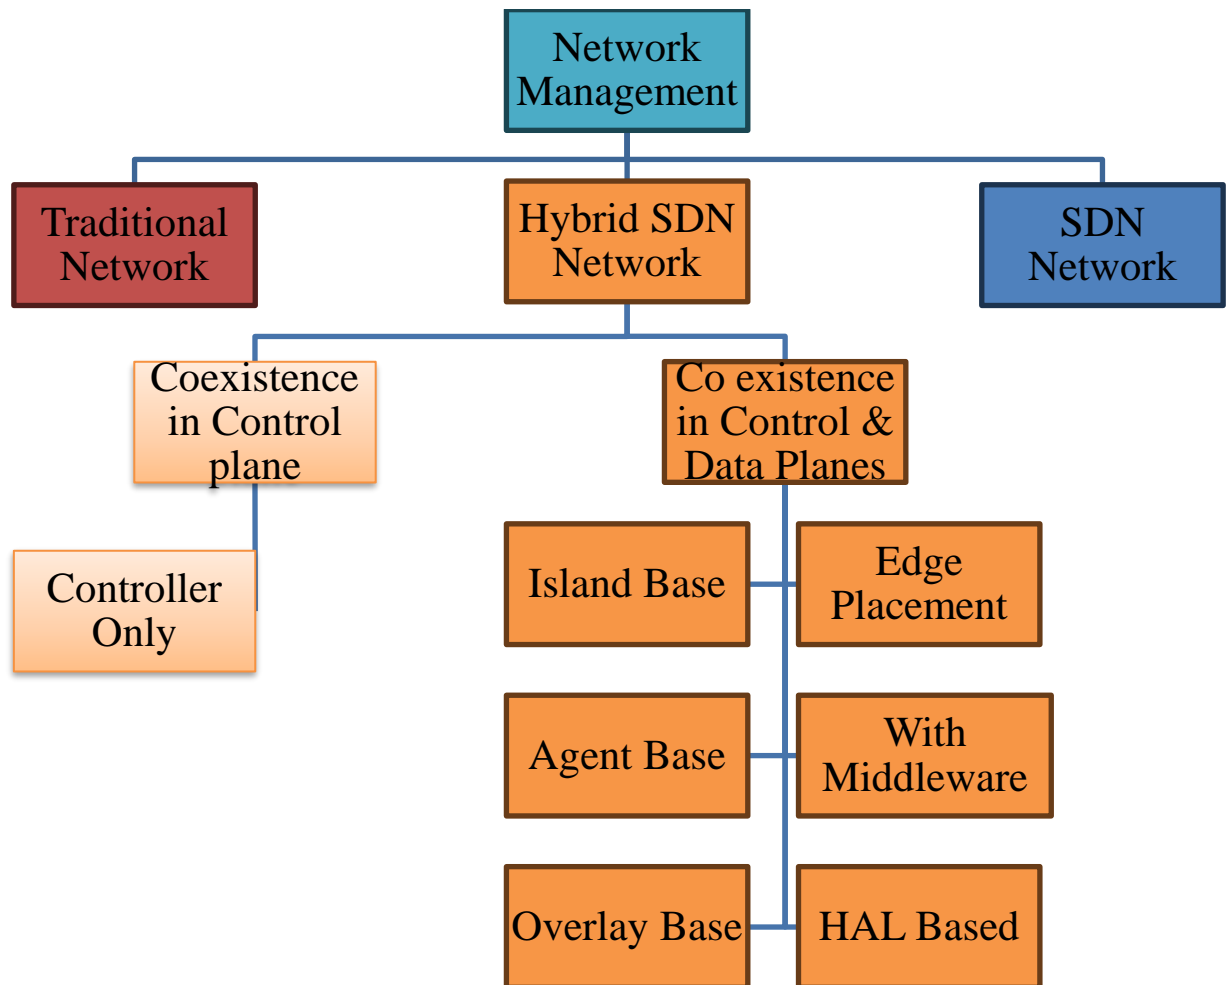 Network
Management
Traditional
Network
Hybrid SDN
Network
SDN
Network
Coexistence
in Control
plane
Co existence
in Control &
Data Planes
Controller
Only
Island Base
Edge
Placement
Agent Base
With
Middleware
Overlay Base
HAL Based